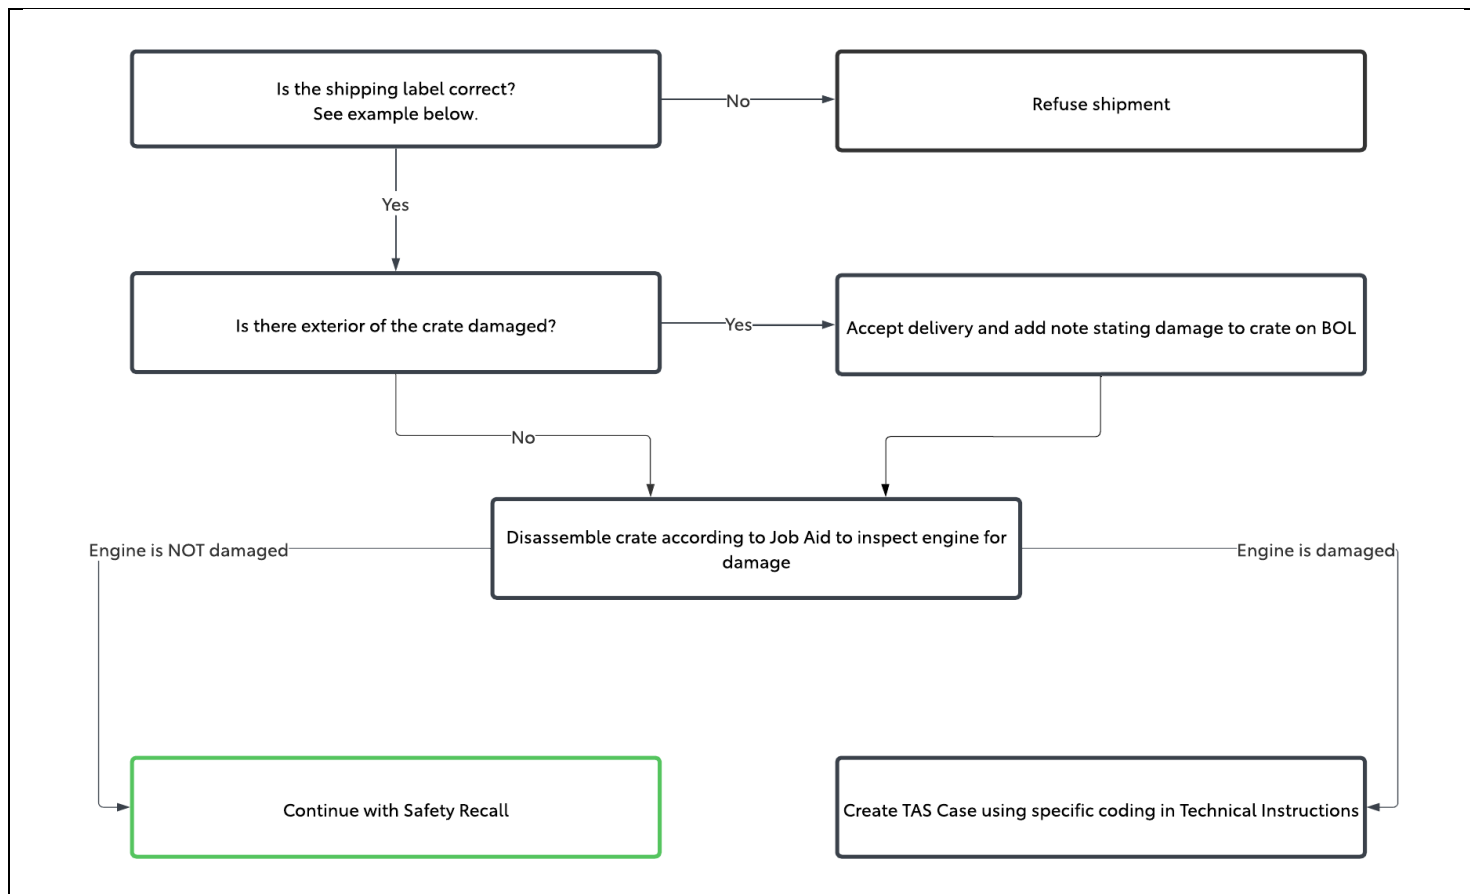 Is the shipping label correct?
See example below.
No
Refuse shipment
Yes
Is there exterior of the crate damaged?
Yes
Accept delivery and add note stating damage to crate on BOL
No
Disassemble crate according to Job Aid to inspect engine for
damage
Engine is NOT damaged
Engine is damaged
Continue with Safety Recall
Create TAS Case using specific coding in Technical Instructions